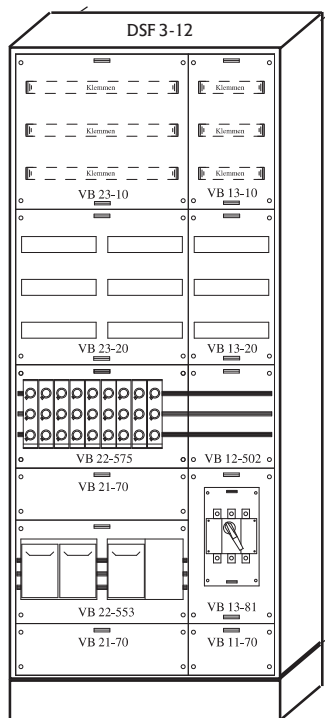 DSF 3-12
Klemmen Klemmen
Klemmen Klemmen
Klemmen Klemmen
VB 23-10 VB 13-10
VB 23-20 VB 13-20
VB 22-575 VB 12-502
VB 21-70
VB 22-553 VB 13-81
VB 21-70 VB 11-70